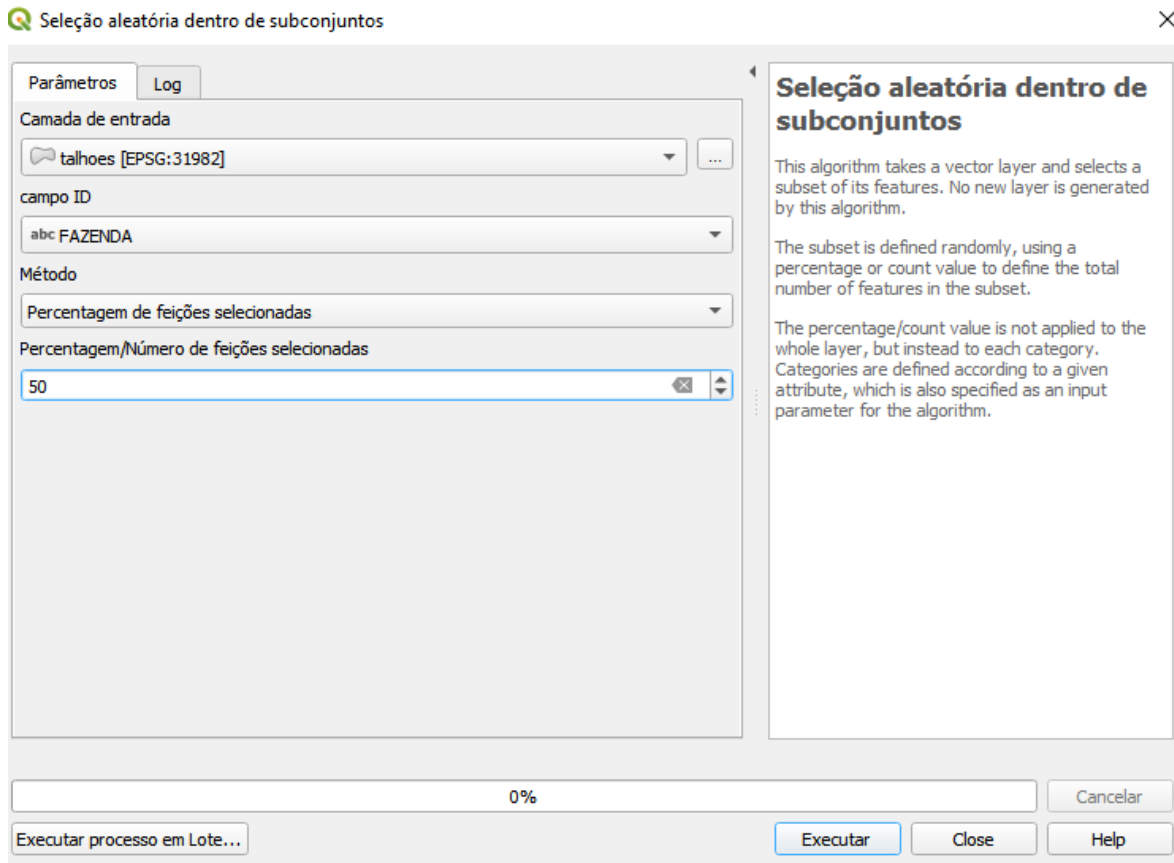 Seleção aleatória dentro de subconjuntos
Parâmetros
Log
Camada de entrada
talhoes [EPSG:31982]
...
campo ID
abc FAZENDA
Método
Percentagem de feições selecionadas
Percentagem/Número de feições selecionadas
50
Seleção aleatória dentro de
subconjuntos
This algorithm takes a vector layer and selects a
subset of its features. No new layer is generated
by this algorithm.
The subset is defined randomly, using a
percentage or count value to define the total
number of features in the subset.
The percentage/count value is not applied to the
whole layer, but instead to each category.
Categories are defined according to a given
attribute, which is also specified as an input
parameter for the algorithm.
0%
Cancelar
Executar processo em Lote...
Executar
Close
Help